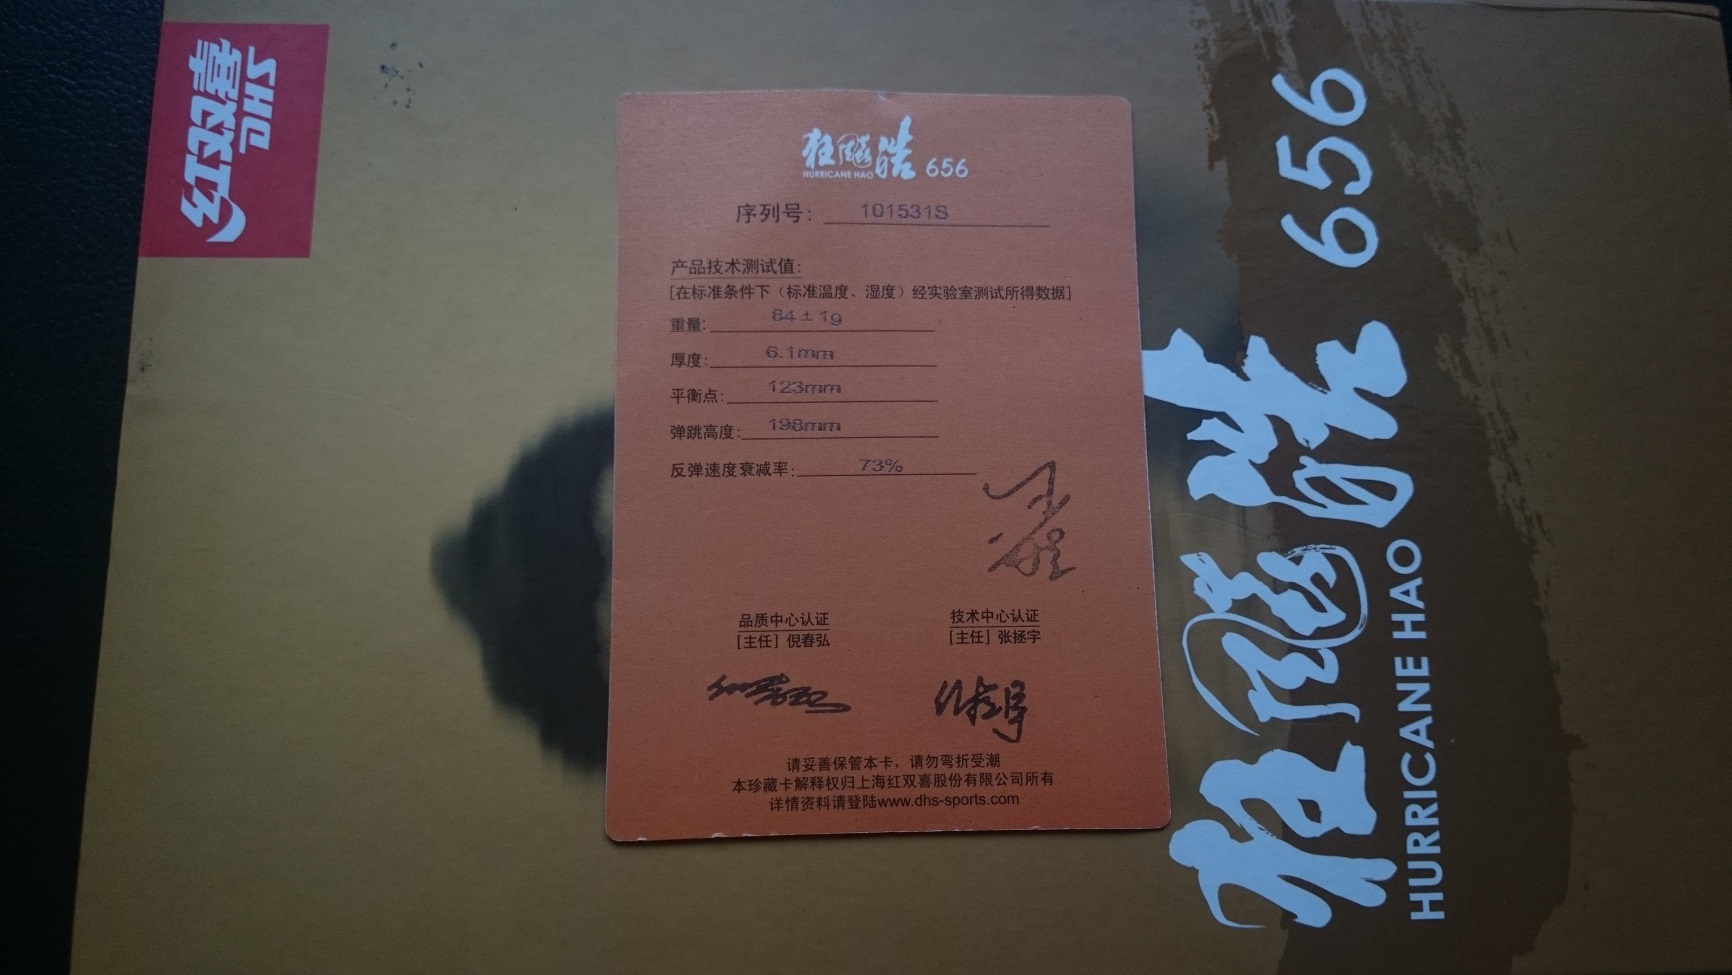 红双喜
DHS
狂飚皓 656
HURRICANE HAO
序列号： 101531S
产品技术测试值：
[在标准条件下（标准温度、湿度）经实验室测试所得数据]
重量: 84±1g
厚度: 6.1mm
平衡点: 123mm
弹跳高度: 198mm
反弹速度衰减率: 73%
品质中心认证
[主任] 倪春弘
技术中心认证
[主任] 张拯宇
请妥善保管本卡，请勿弯折受潮
本珍藏卡解释权归上海红双喜股份有限公司所有
详情资料请登陆www.dhs-sports.com
狂飚皓 656
HURRICANE HAO